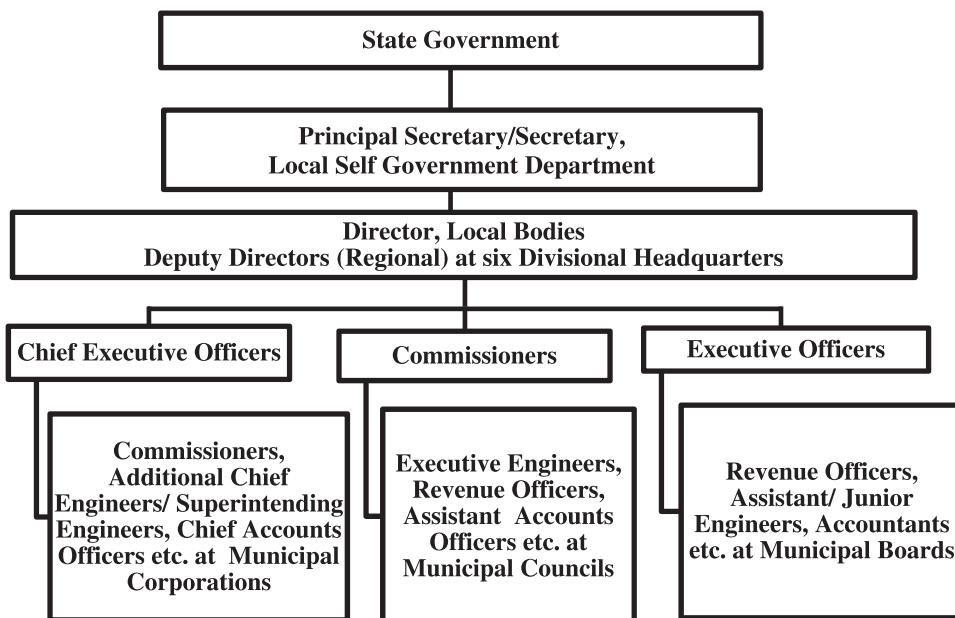 State Government
Principal Secretary/Secretary,
Local Self Government Department
Director, Local Bodies
Deputy Directors (Regional) at six Divisional Headquarters
Chief Executive Officers
Commissioners
Executive Officers
Commissioners,
Additional Chief
Engineers/ Superintending
Engineers, Chief Accounts
Officers etc. at Municipal
Corporations
Executive Engineers,
Revenue Officers,
Assistant Accounts
Officers etc. at
Municipal Councils
Revenue Officers,
Assistant/ Junior
Engineers, Accountants
etc. at Municipal Boards